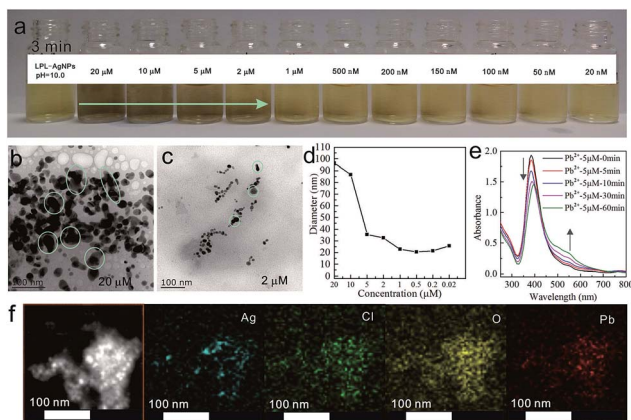 a
3 min
LPL-AgNPs
pH=10.0
20 μM
10 μM
5 μM
2 μM
1 μM
500 nM
200 nM
150 nM
100 nM
50 nM
20 nM
b
20 μM
c
100 nm
2 μM
d
Diameter (nm)
110
100
90
80
70
60
50
40
30
20
10
0
20 10 5 2 1 0.5 0.2 0.02
Concentration (μM)
e
Absorbance
2.0
1.5
1.0
0.5
0.0
Pb²⁺-5μM-0min
Pb²⁺-5μM-5min
Pb²⁺-5μM-10min
Pb²⁺-5μM-30min
Pb²⁺-5μM-60min
300 400 500 600 700 800
Wavelength (nm)
f
100 nm
Ag
100 nm
Cl
100 nm
O
100 nm
Pb
100 nm